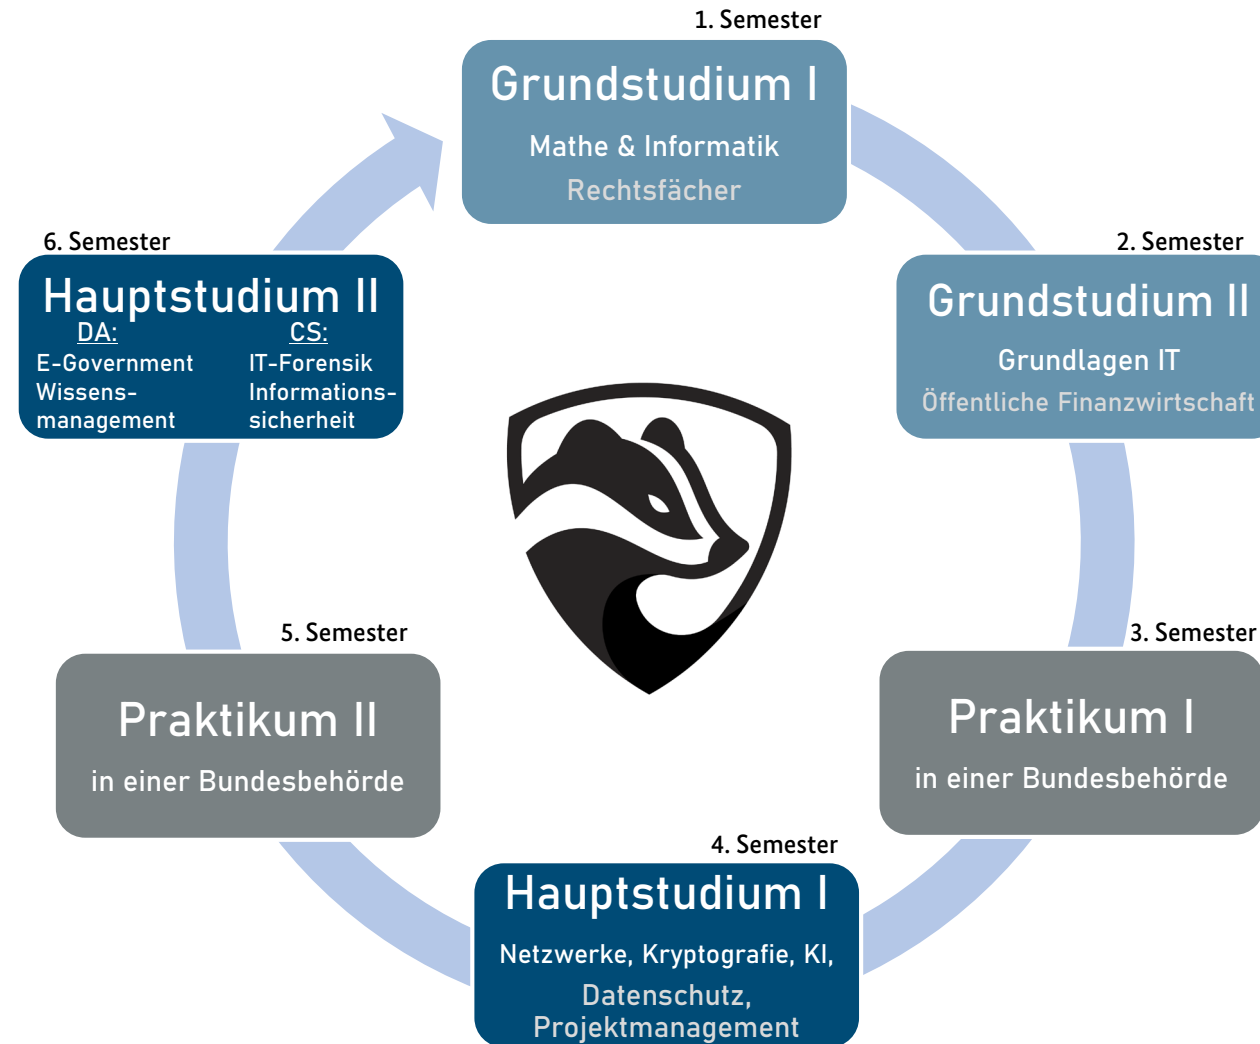 1. Semester
Grundstudium I
Mathe & Informatik
Rechtsfächer
2. Semester
Grundstudium II
Grundlagen IT
Öffentliche Finanzwirtschaft
3. Semester
Praktikum I
in einer Bundesbehörde
4. Semester
Hauptstudium I
Netzwerke, Kryptografie, KI,
Datenschutz,
Projektmanagement
5. Semester
Praktikum II
in einer Bundesbehörde
6. Semester
Hauptstudium II
DA:
E-Government
Wissens-
management
CS:
IT-Forensik
Informations-
sicherheit